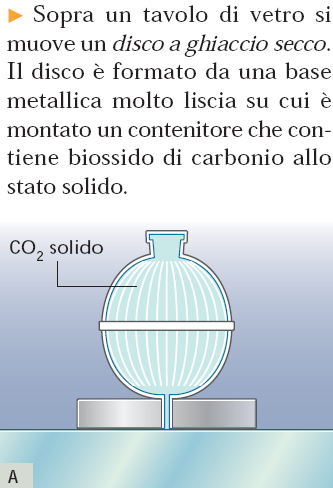 ► Sopra un tavolo di vetro si
muove un disco a ghiaccio secco.
Il disco è formato da una base
metallica molto liscia su cui è
montato un contenitore che con-
tiene biossido di carbonio allo
stato solido.
CO₂ solido
A